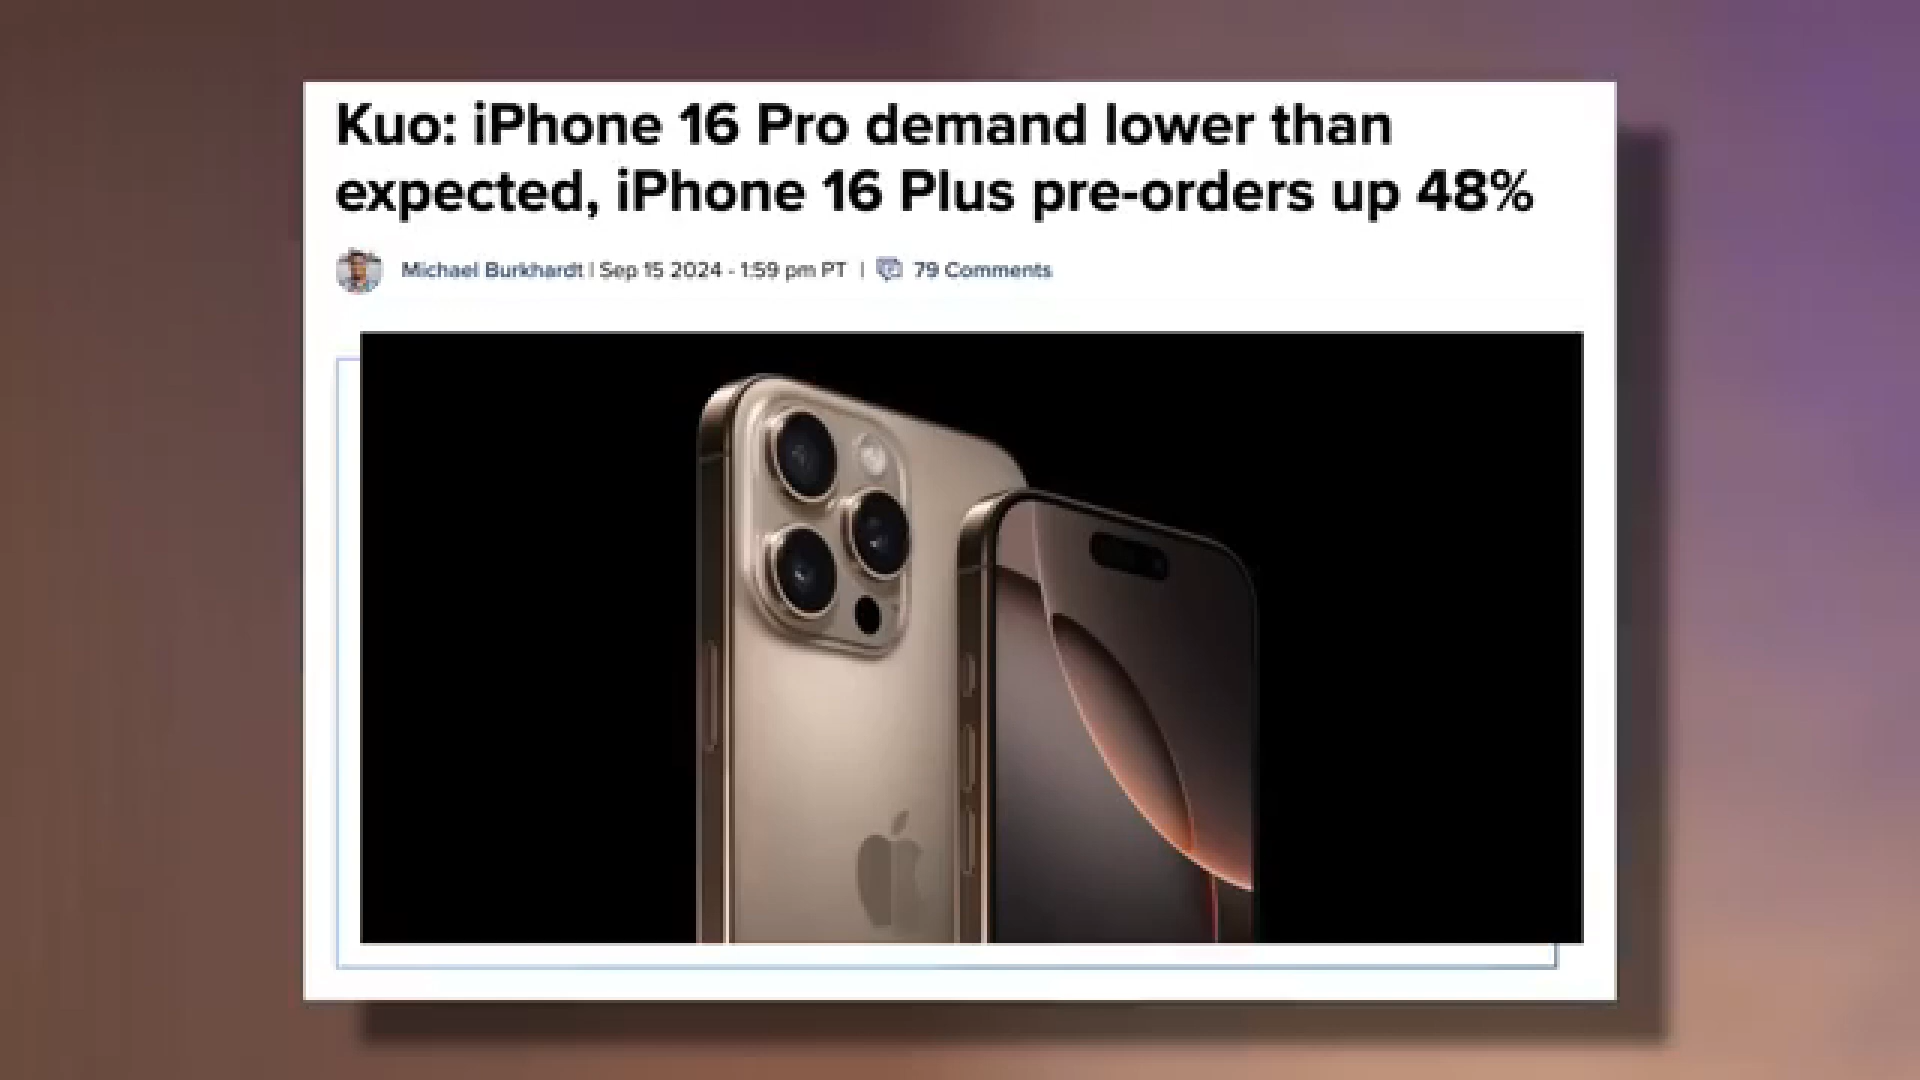 Kuo: iPhone 16 Pro demand lower than
expected, iPhone 16 Plus pre-orders up 48%
Michael Burkhardt | Sep 15 2024 - 1:59 pm PT | 79 Comments